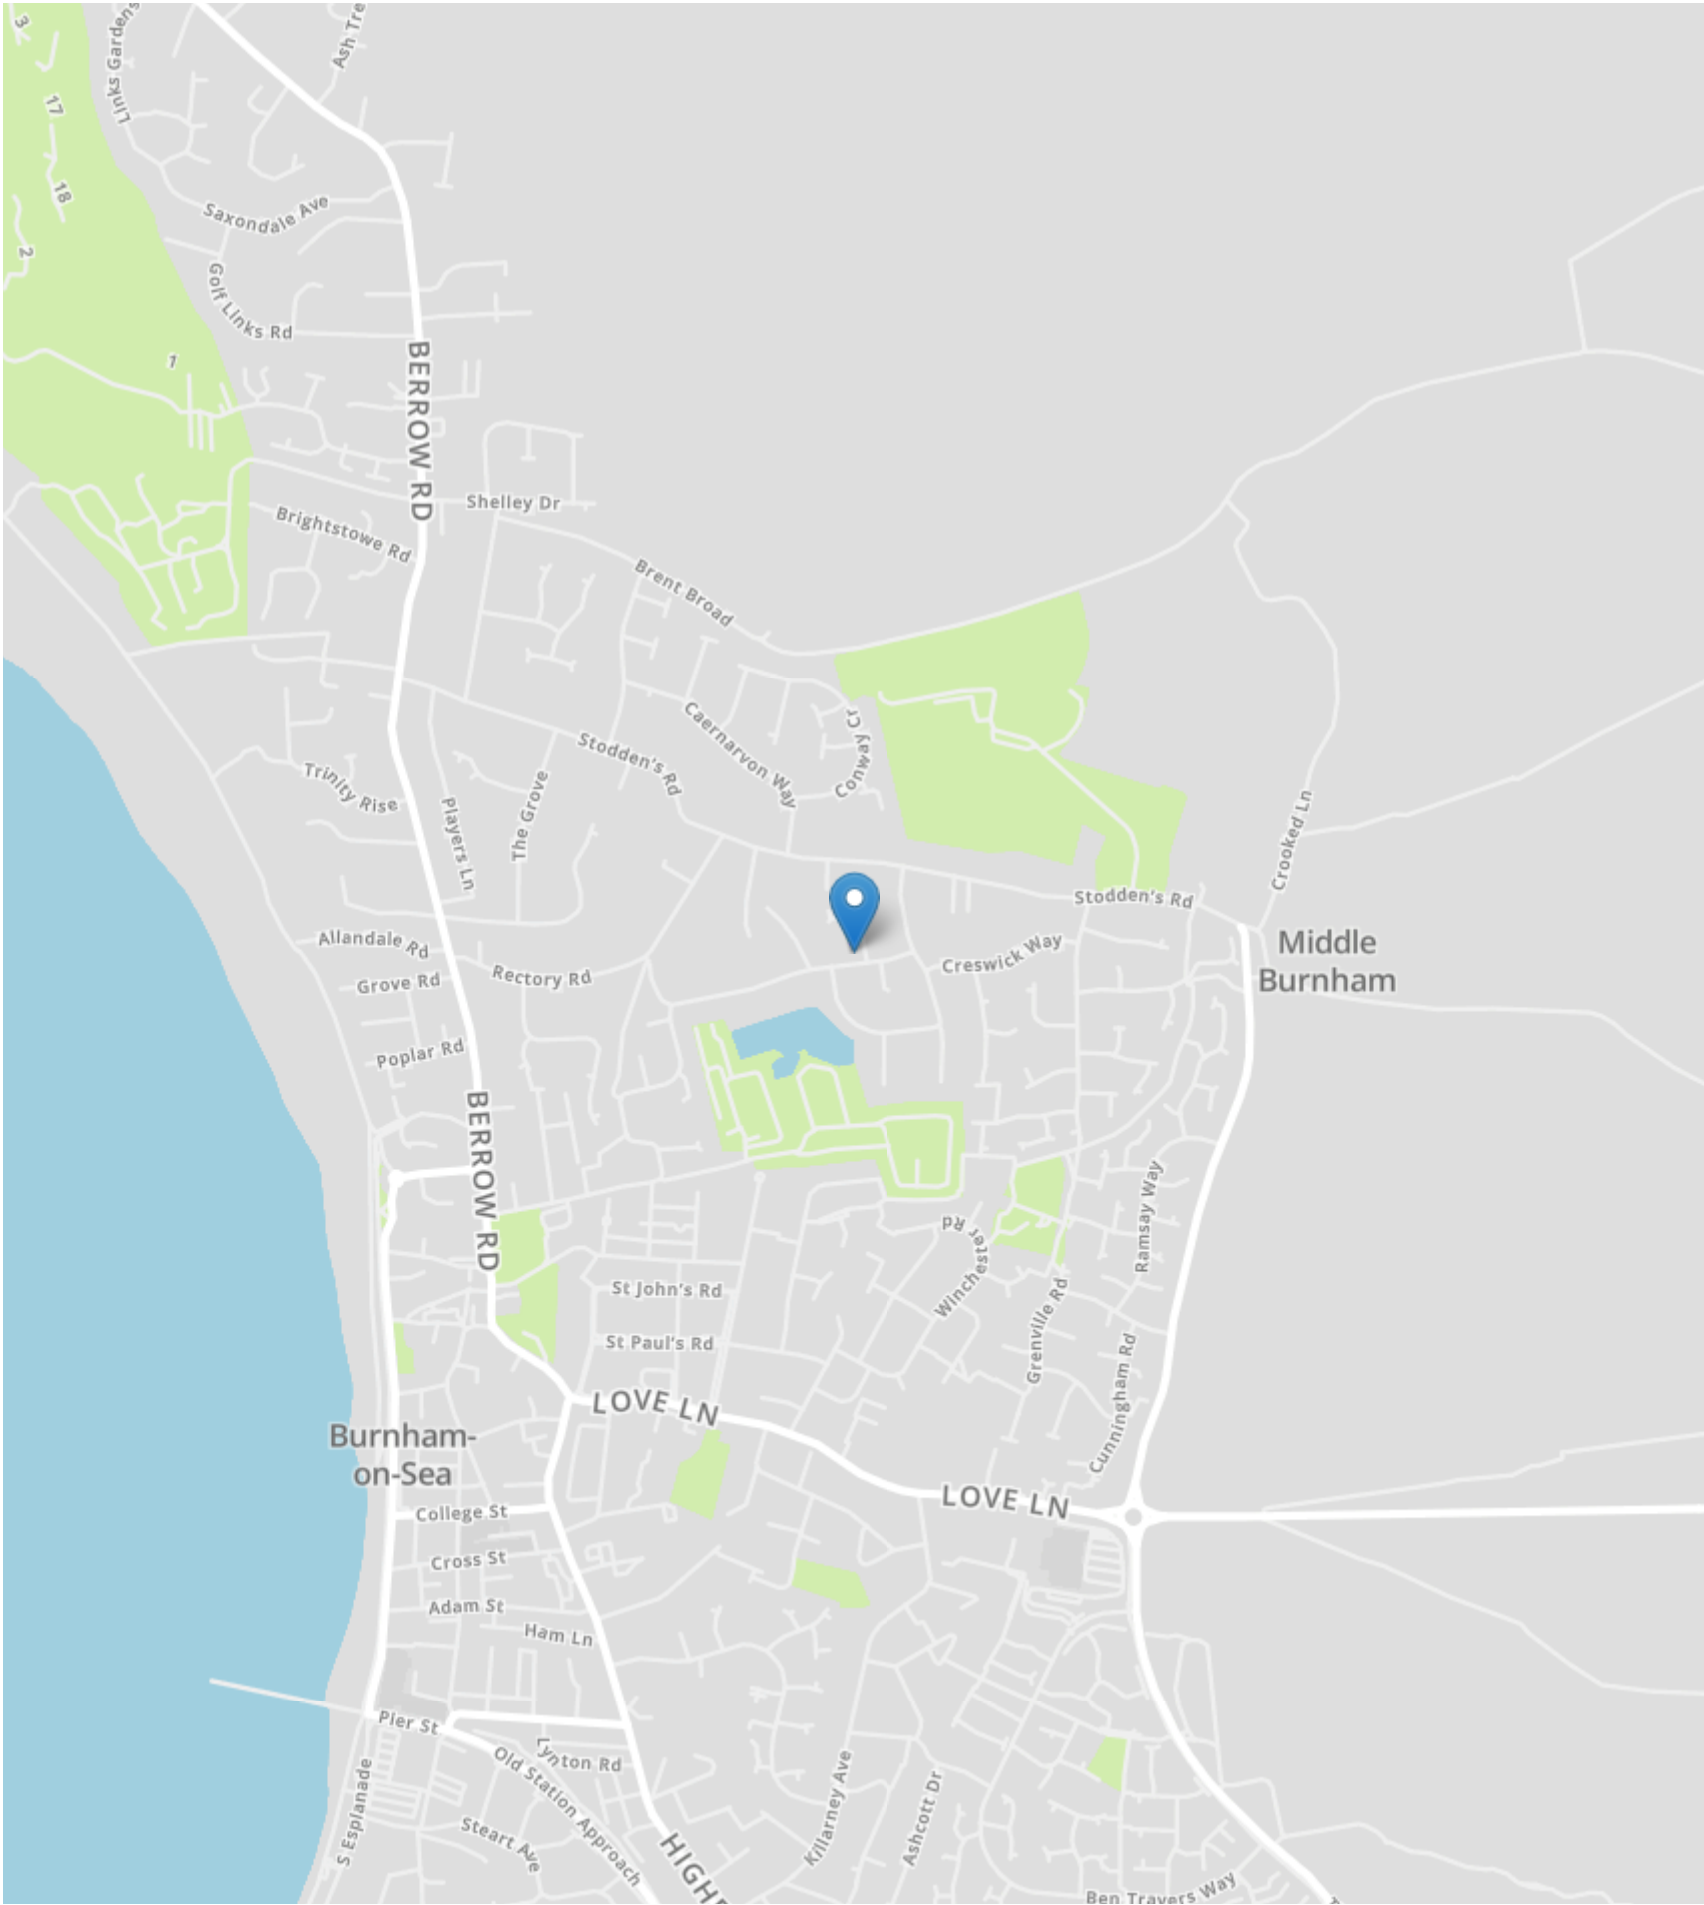 3
Links Gardens
Ash Tre
17
18
2
Saxondale Ave
Golf Links Rd
1
BERROW RD
Shelley Dr
Brightstowe Rd
Brent Broad
Caernarvon Way
Conway Cr
Stodden's Rd
Trinity Rise
Players Ln
The Grove
Crooked Ln
Stodden's Rd
Middle
Burnham
Allandale Rd
Creswick Way
Rectory Rd
Grove Rd
Poplar Rd
BERROW RD
Ramsay Way
Winchester Rd
St John's Rd
Grenville Rd
St Paul's Rd
Cunningham Rd
LOVE LN
Burnham-
on-Sea
LOVE LN
College St
Cross St
Adam St
Ham Ln
Pier St
Lynton Rd
Old Station Approach
S Esplanade
Steart Ave
Killarney Ave
Ashcott Dr
HIGH
Ben Travers Way